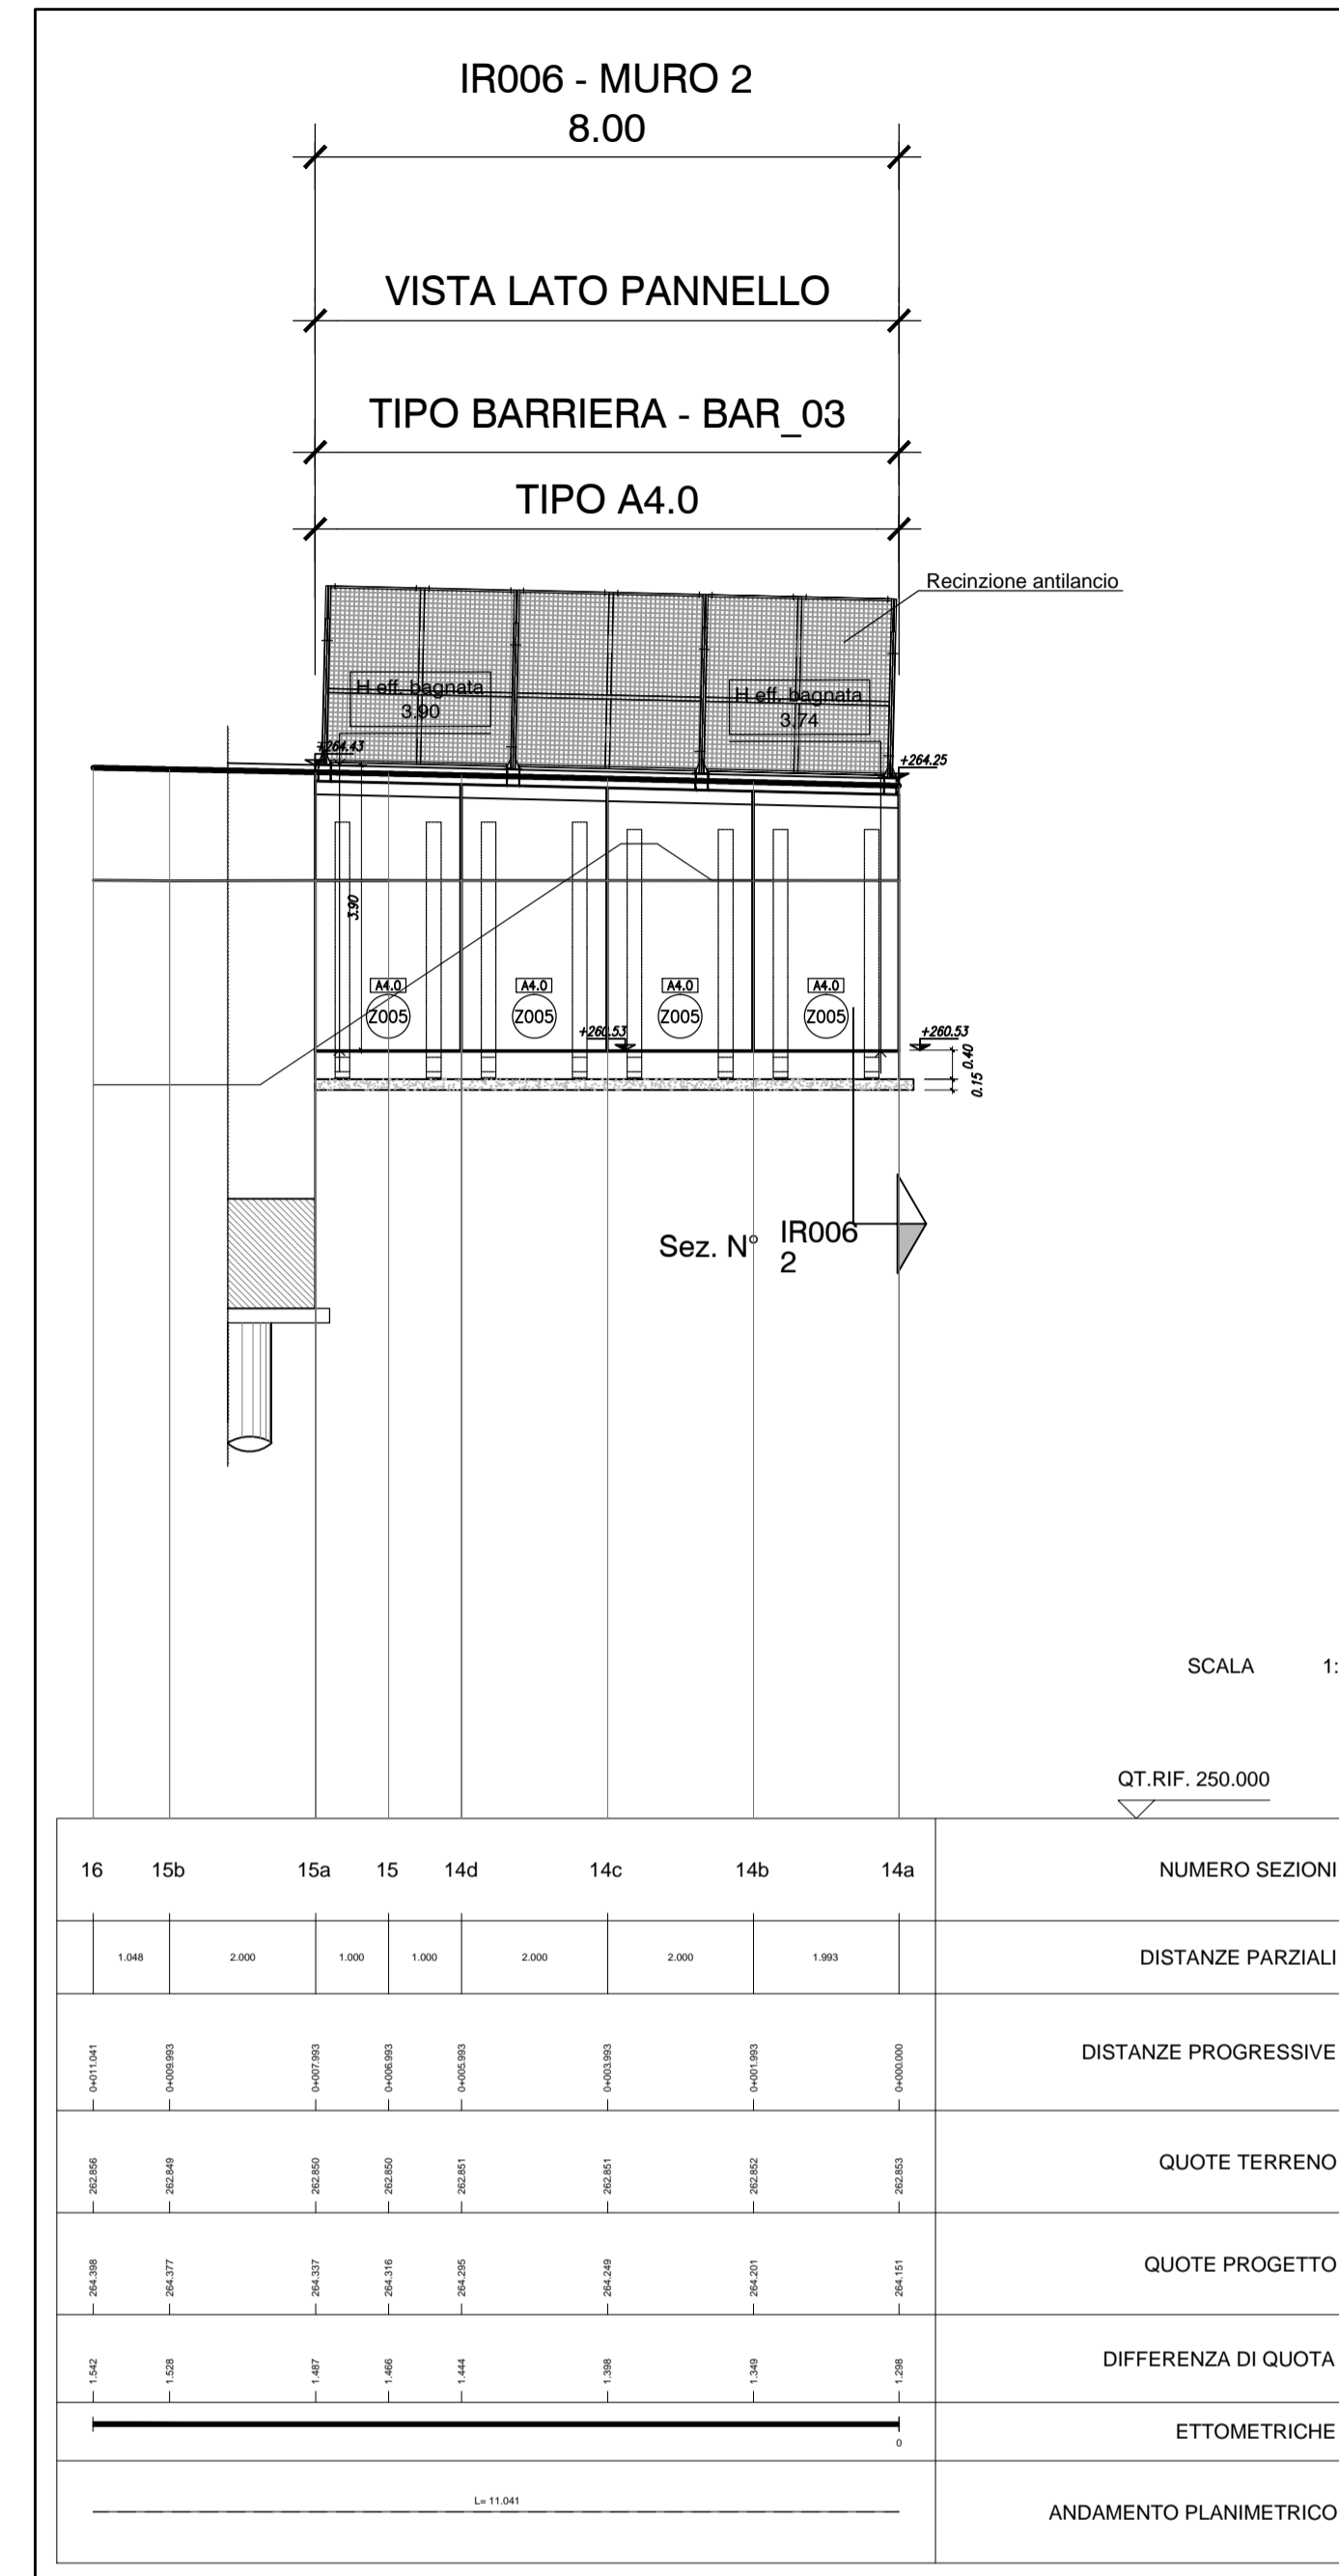 IR006 - MURO 2
8.00
VISTA LATO PANNELLO
TIPO BARRIERA - BAR_03
TIPO A4.0
Recinzione antilancio
H eff. bagnata
3.90
H eff. bagnata
3.74
+264.43
+264.25
3.90
A4.0
Z005
A4.0
Z005
A4.0
Z005
A4.0
Z005
+260.53
+260.53
0.40
0.15
Sez. N° IR006
2
SCALA 1:
QT.RIF. 250.000
16 15b 15a 15 14d 14c 14b 14a NUMERO SEZIONI
1.048 2.000 1.000 1.000 2.000 2.000 1.993 DISTANZE PARZIALI
0+011.041 0+009.993 0+007.993 0+006.993 0+005.993 0+003.993 0+001.993 0+000.000 DISTANZE PROGRESSIVE
262.856 262.849 262.850 262.850 262.851 262.851 262.852 262.853 QUOTE TERRENO
264.398 264.377 264.337 264.316 264.295 264.249 264.201 264.151 QUOTE PROGETTO
1.542 1.528 1.487 1.466 1.444 1.398 1.349 1.298 DIFFERENZA DI QUOTA
0 ETTOMETRICHE
L= 11.041 ANDAMENTO PLANIMETRICO